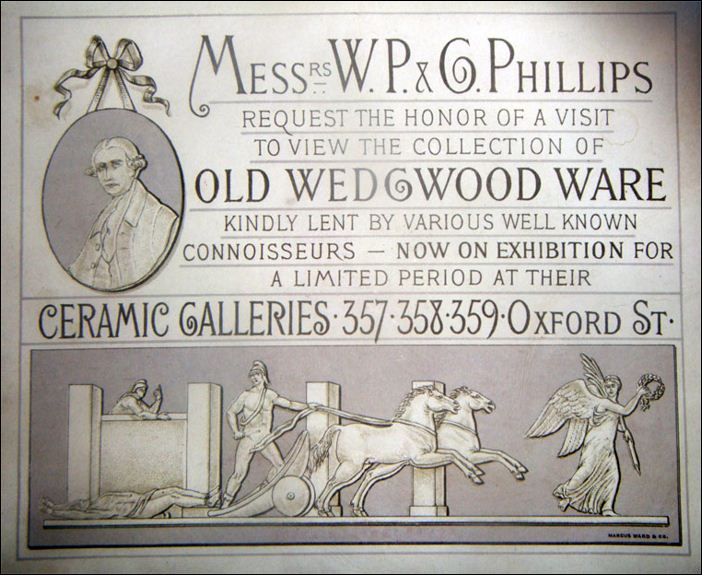 MESSRS W. P. & G. PHILLIPS
REQUEST THE HONOR OF A VISIT
TO VIEW THE COLLECTION OF
OLD WEDGWOOD WARE
KINDLY LENT BY VARIOUS WELL KNOWN
CONNOISSEURS — NOW ON EXHIBITION FOR
A LIMITED PERIOD AT THEIR
CERAMIC GALLERIES · 357 · 358 · 359 · OXFORD ST ·
MARCUS WARD & CO.